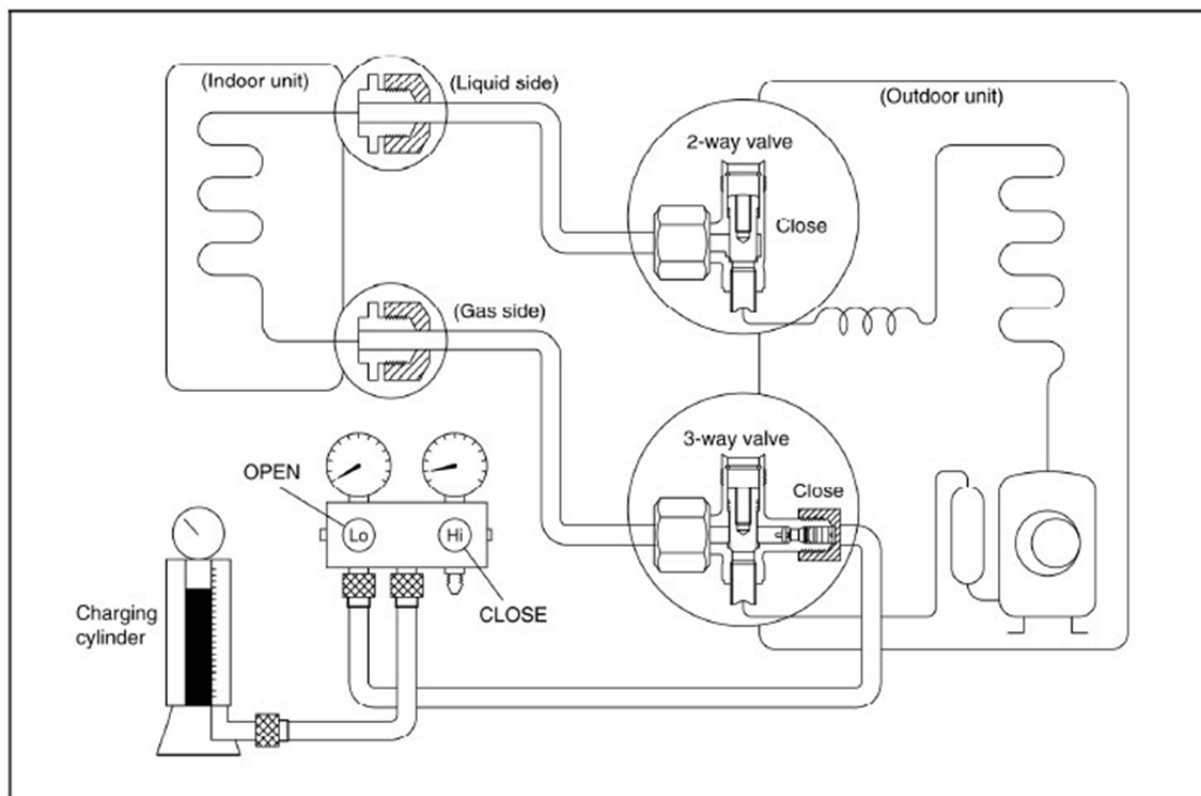 (Indoor unit)
(Liquid side)
(Outdoor unit)
2-way valve
Close
(Gas side)
3-way valve
Close
OPEN
Lo
Hi
CLOSE
Charging
cylinder